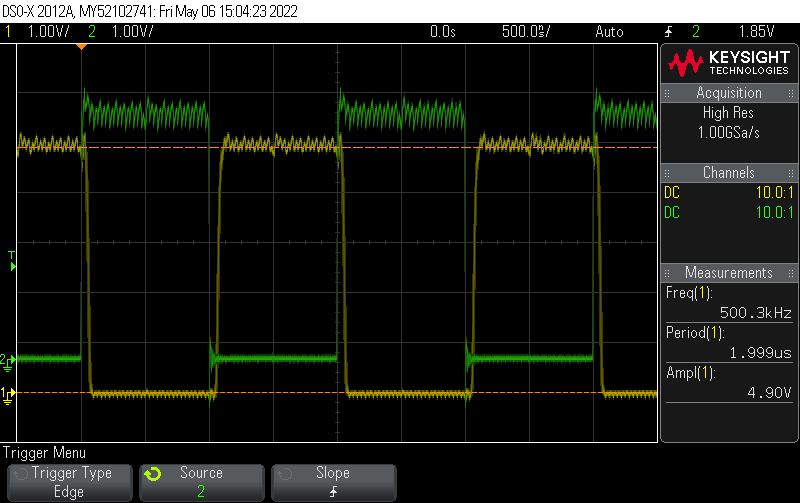 DSO-X 2012A, MY52102741: Fri May 06 15:04:23 2022
1 1.00V/ 2 1.00V/ 0.0s 500.0ns/ Auto 2 1.85V
KEYSIGHT
TECHNOLOGIES
Acquisition
High Res
1.00GSa/s
Channels
DC 10.0:1
DC 10.0:1
Measurements
Freq(1):
500.3kHz
Period(1):
1.999us
Ampl(1):
4.90V
T
2
1
Trigger Menu
Trigger Type Source Slope
Edge 2